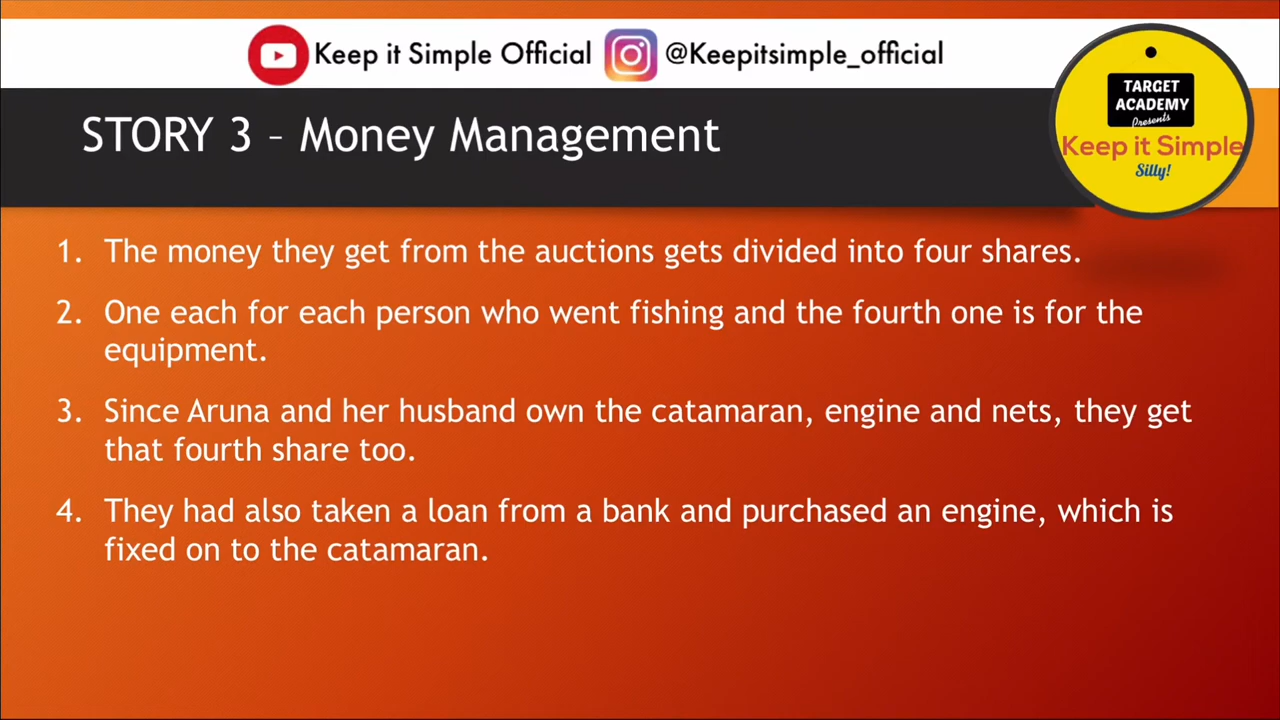 Keep it Simple Official @Keepitsimple_official
TARGET
ACADEMY
Presents
Keep it Simple
Silly!
STORY 3 – Money Management
1. The money they get from the auctions gets divided into four shares.
2. One each for each person who went fishing and the fourth one is for the
equipment.
3. Since Aruna and her husband own the catamaran, engine and nets, they get
that fourth share too.
4. They had also taken a loan from a bank and purchased an engine, which is
fixed on to the catamaran.